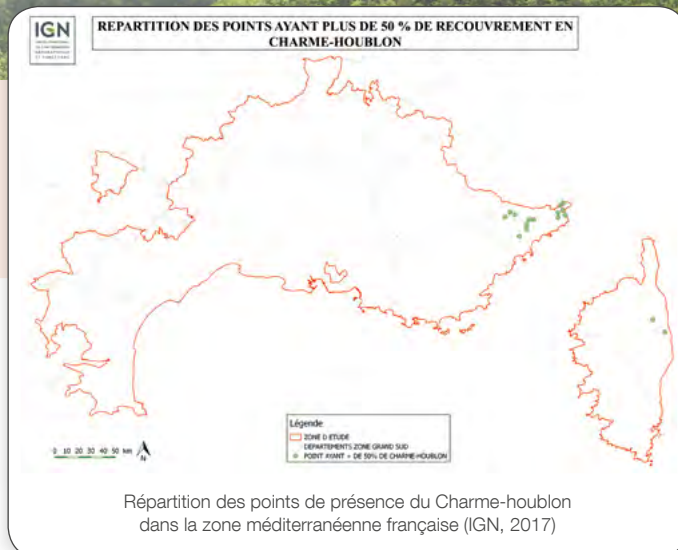 IGN
REPARTITION DES POINTS AYANT PLUS DE 50 % DE RECOUVREMENT EN
CHARME-HOUBLON
Légende
ZONE D ETUDE
DEPARTEMENTS ZONE GRAND SUD
POINT AYANT + DE 50% DE CHARME-HOUBLON
0 10 20 30 40 50 km
N
Répartition des points de présence du Charme-houblon
dans la zone méditerranéenne française (IGN, 2017)